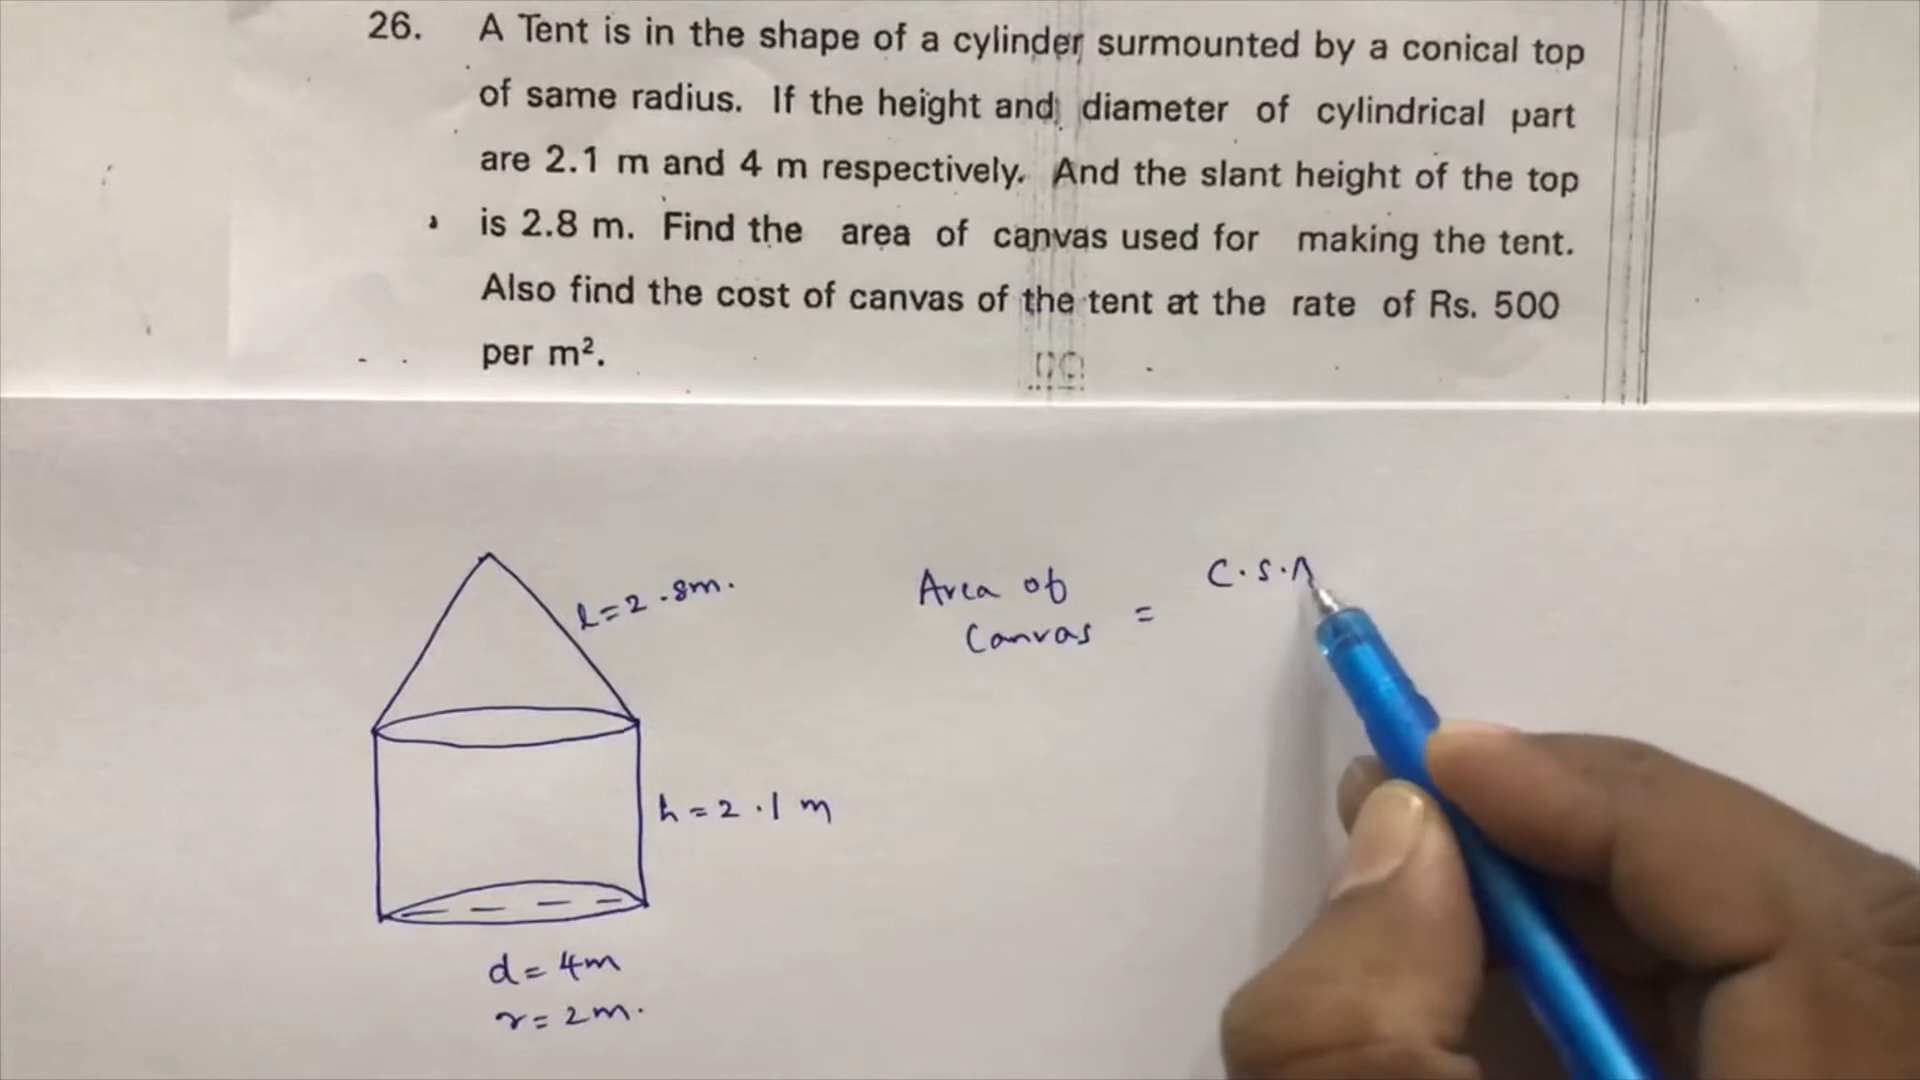 26. A Tent is in the shape of a cylinder surmounted by a conical top
of same radius. If the height and diameter of cylindrical part
are 2.1 m and 4 m respectively. And the slant height of the top
is 2.8 m. Find the area of canvas used for making the tent.
Also find the cost of canvas of the tent at the rate of Rs. 500
per m².
l=2.8m.
h=2.1 m
d=4m
r=2m.
Area of
Canvas =
C.S.A